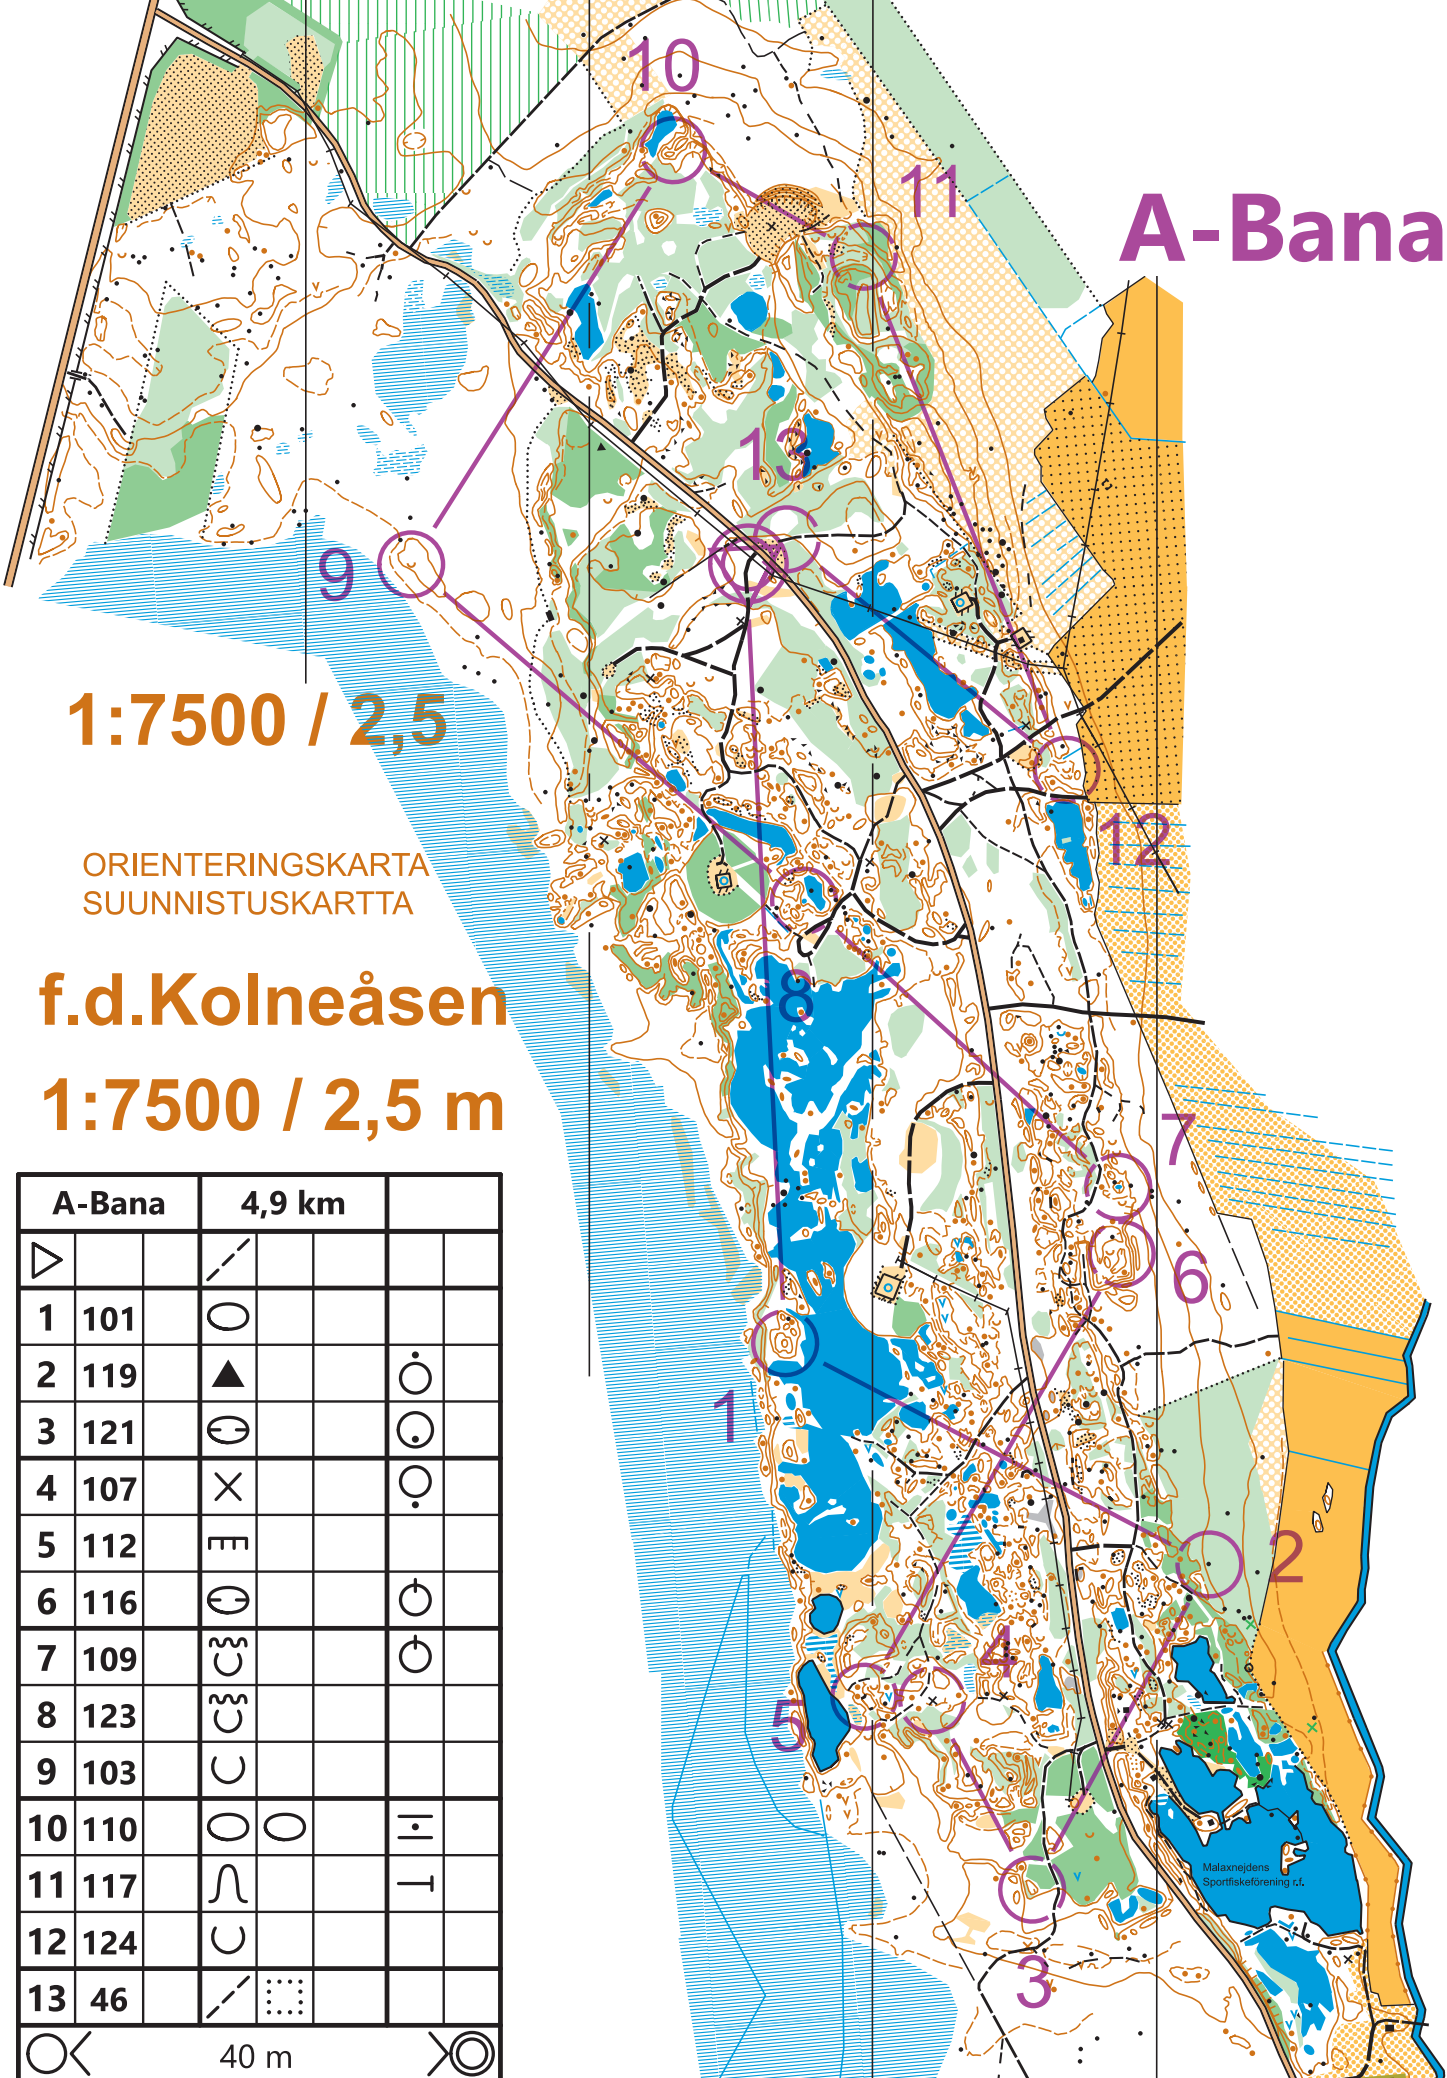 10
11
A-Bana
13
9
1:7500 / 2,5
12
ORIENTERINGSKARTA
SUUNNISTUSKARTTA
f.d.Kolneåsen
8
1:7500 / 2,5 m
7
6
1
2
4
5
3
Malaxnejdens
Sportfiskeförening r.f.
A-Bana 4,9 km
1 101
2 119
3 121
4 107
5 112
6 116
7 109
8 123
9 103
10 110
11 117
12 124
13 46
40 m